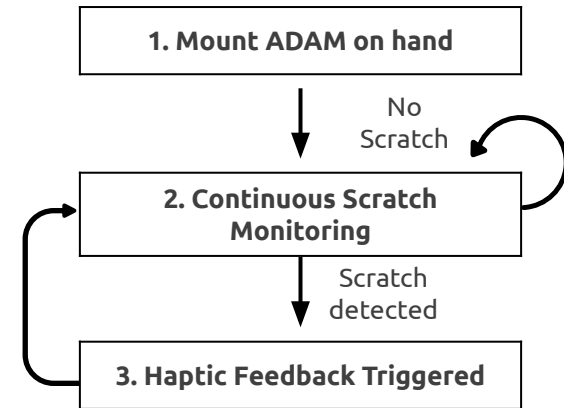 1. Mount ADAM on hand
No
Scratch
2. Continuous Scratch
Monitoring
Scratch
detected
3. Haptic Feedback Triggered